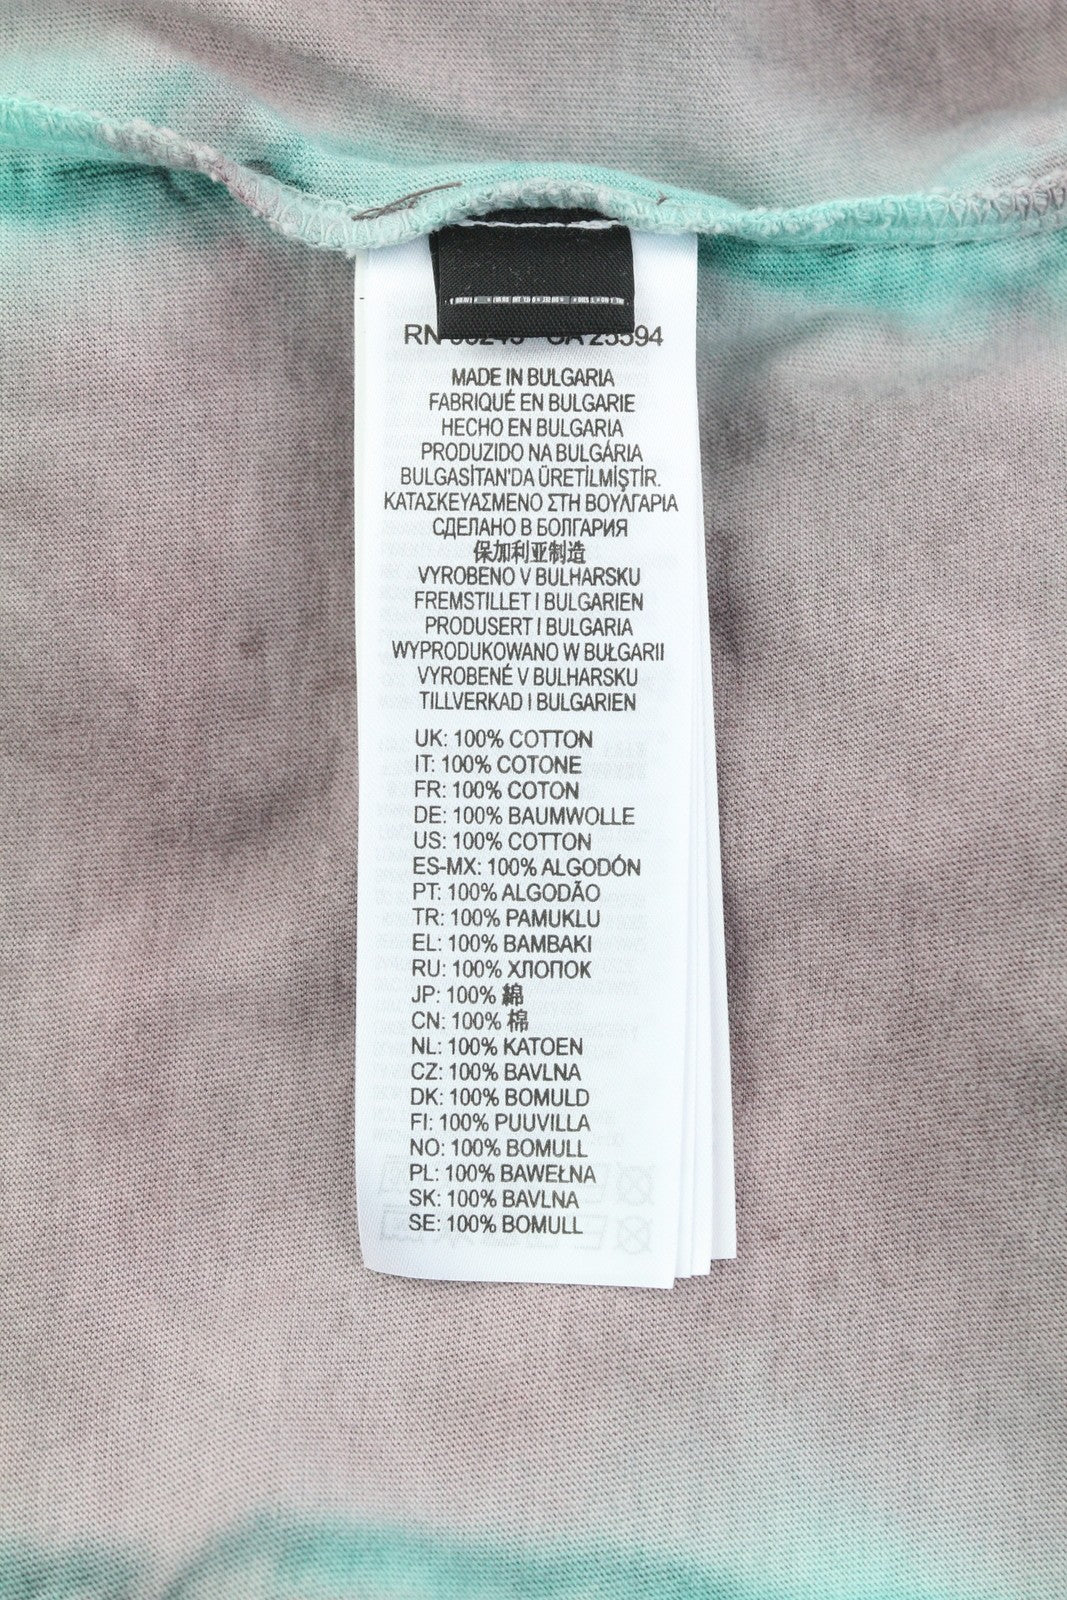 RN CA 25594
MADE IN BULGARIA
FABRIQUÉ EN BULGARIE
HECHO EN BULGARIA
PRODUZIDO NA BULGÁRIA
BULGASİTAN'DA ÜRETİLMİŞTİR.
ΚΑΤΑΣΚΕΥΑΣΜΕΝΟ ΣΤΗ ΒΟΥΛΓΑΡΙΑ
СДЕЛАНО В БОЛГАРИЯ
保加利亚制造
VYROBENO V BULHARSKU
FREMSTILLET I BULGARIEN
PRODUSERT I BULGARIA
WYPRODUKOWANO W BUŁGARII
VYROBENÉ V BULHARSKU
TILLVERKAD I BULGARIEN
UK: 100% COTTON
IT: 100% COTONE
FR: 100% COTON
DE: 100% BAUMWOLLE
US: 100% COTTON
ES-MX: 100% ALGODÓN
PT: 100% ALGODÃO
TR: 100% PAMUKLU
EL: 100% ΒΑΜΒΑΚΙ
RU: 100% ХЛОПОК
JP: 100% 綿
CN: 100% 棉
NL: 100% KATOEN
CZ: 100% BAVLNA
DK: 100% BOMULD
FI: 100% PUUVILLA
NO: 100% BOMULL
PL: 100% BAWEŁNA
SK: 100% BAVLNA
SE: 100% BOMULL